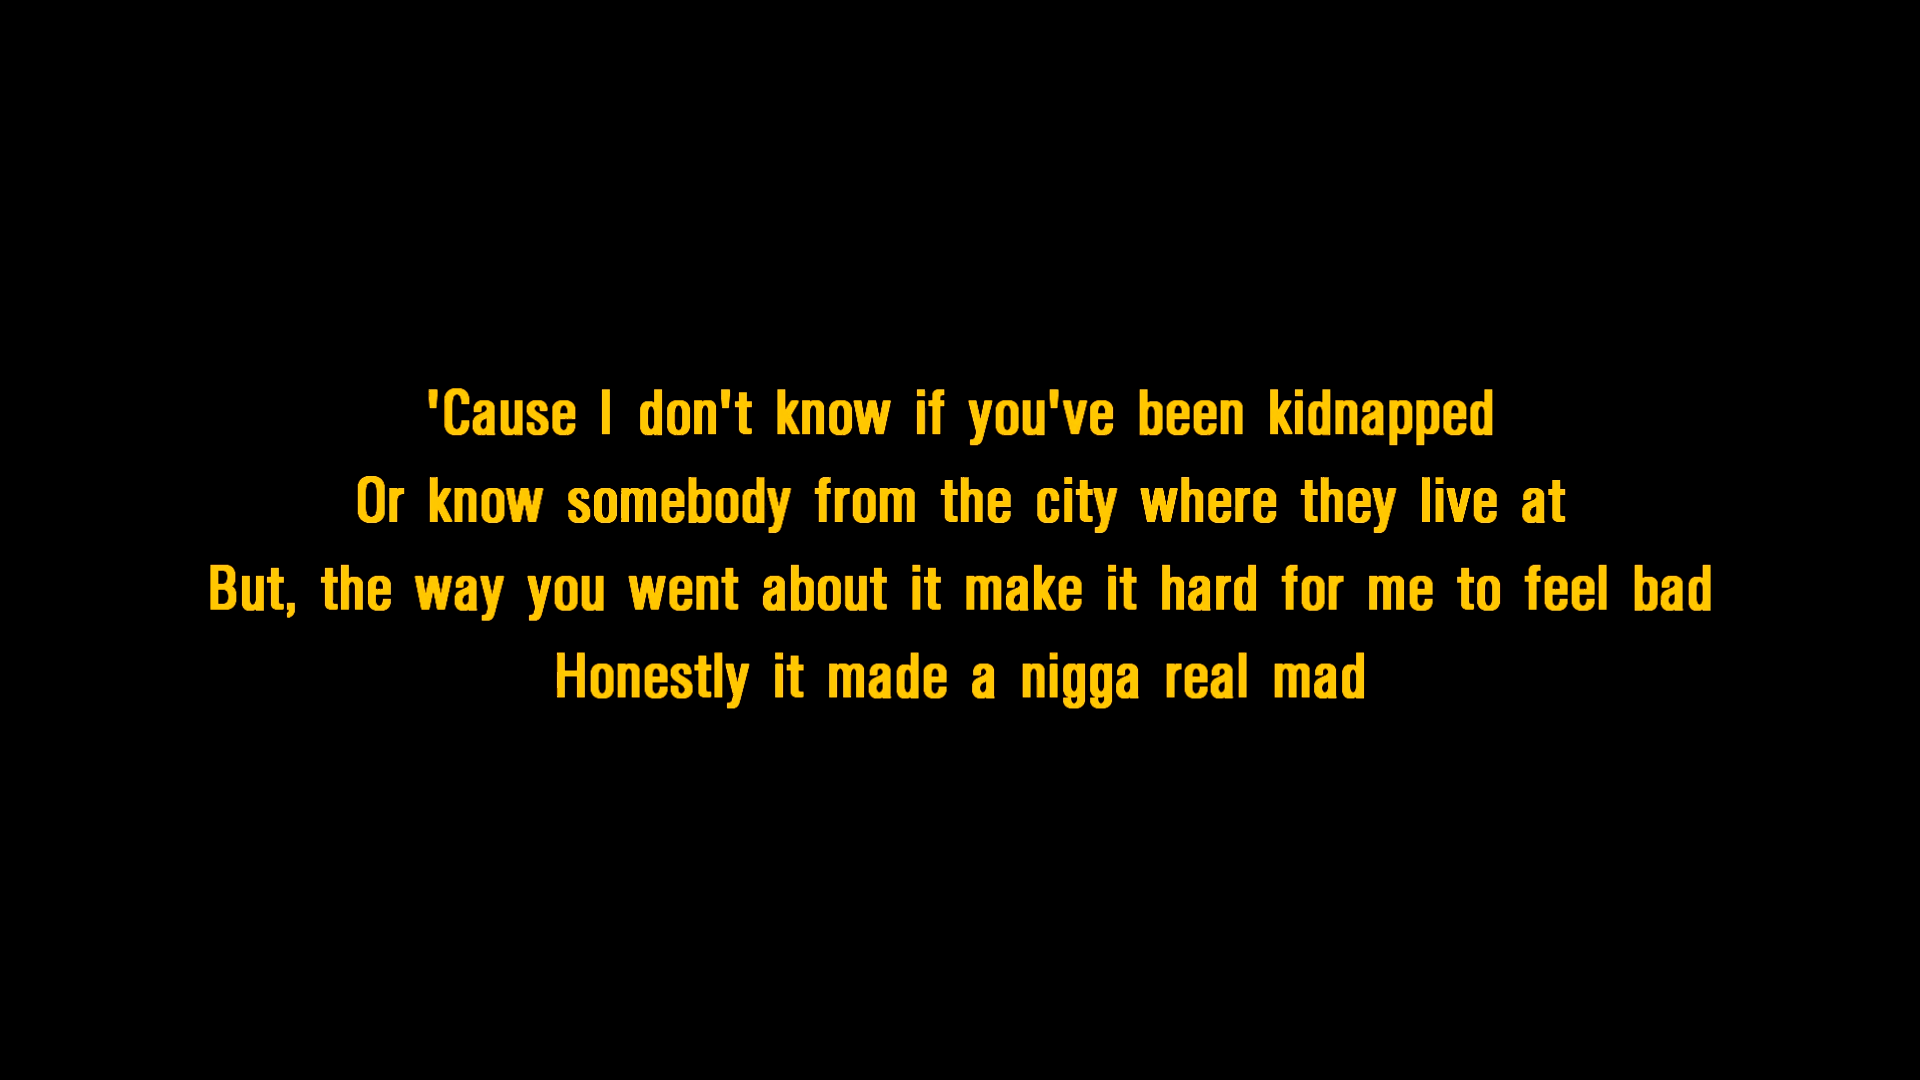 'Cause I don't know if you've been kidnapped
Or know somebody from the city where they live at
But, the way you went about it make it hard for me to feel bad
Honestly it made a nigga real mad